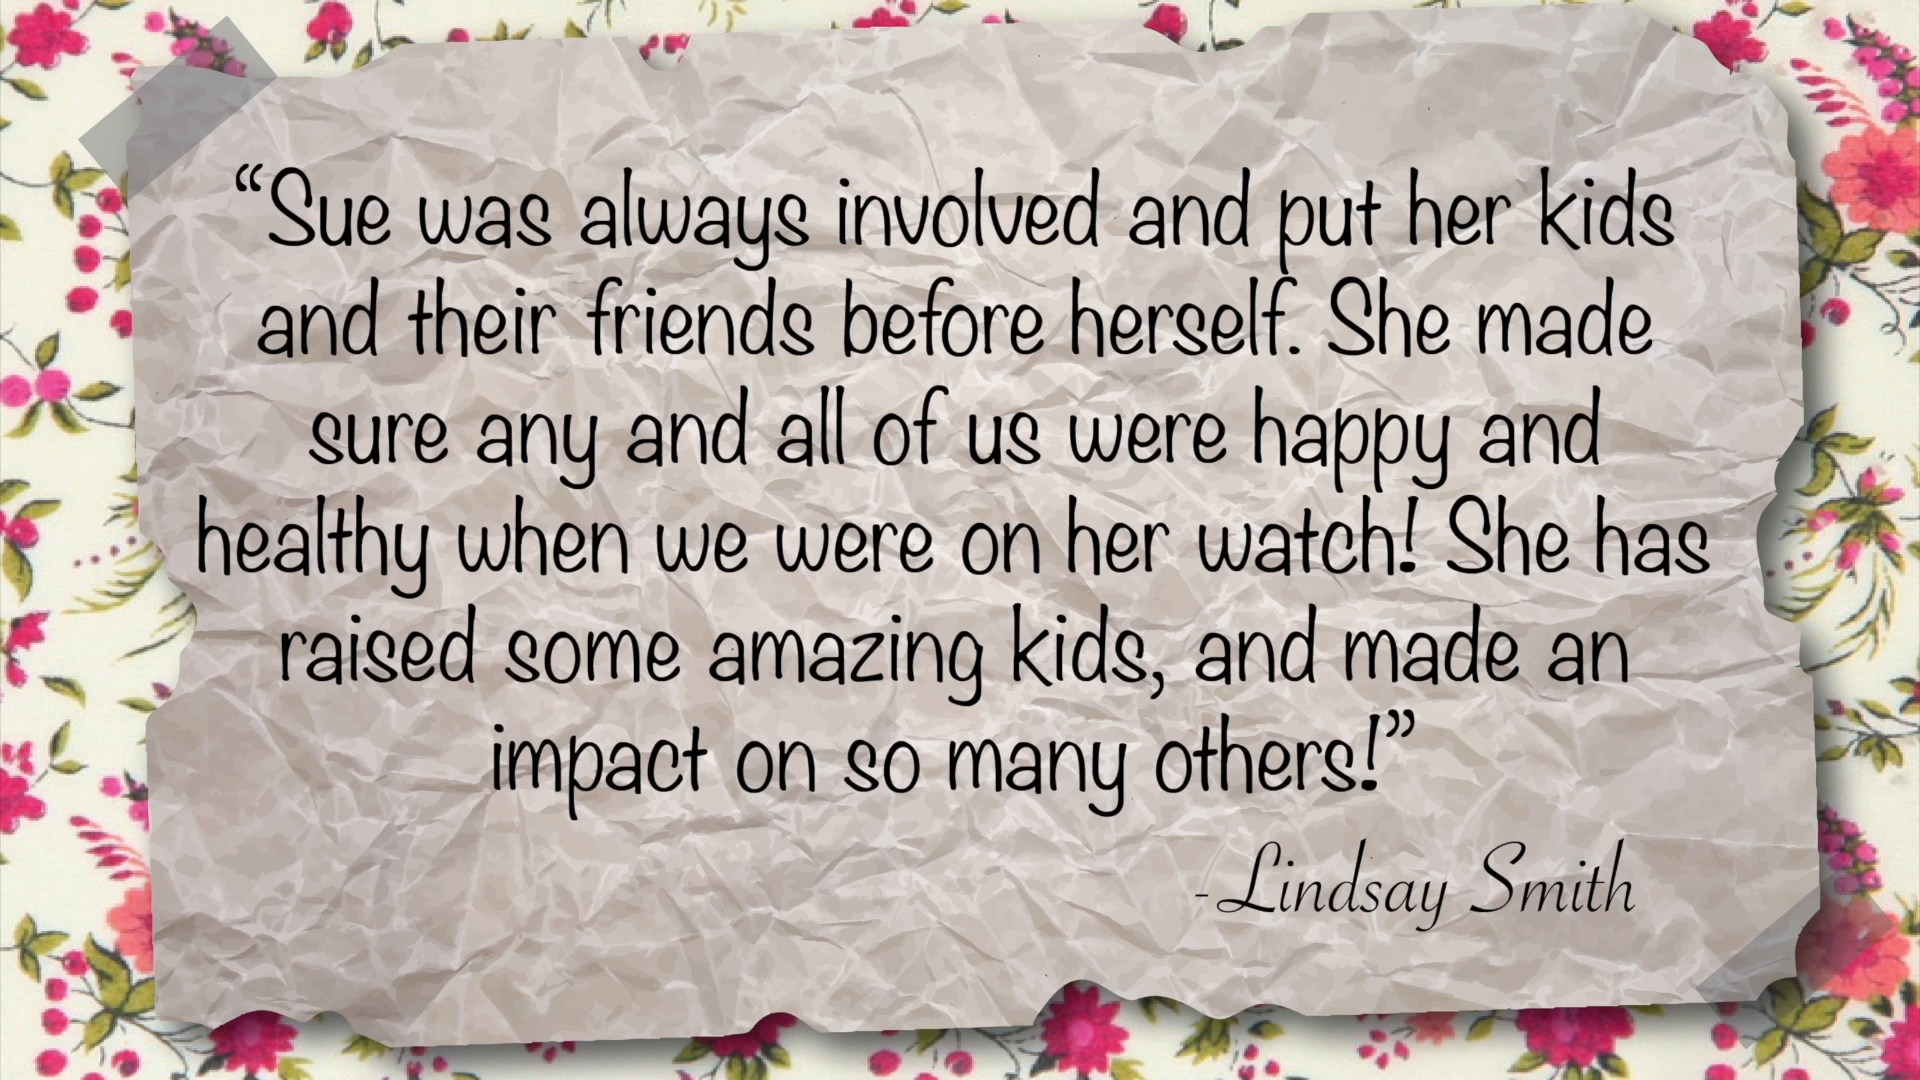 “Sue was always involved and put her kids
and their friends before herself. She made
sure any and all of us were happy and
healthy when we were on her watch! She has
raised some amazing kids, and made an
impact on so many others!”
-Lindsay Smith